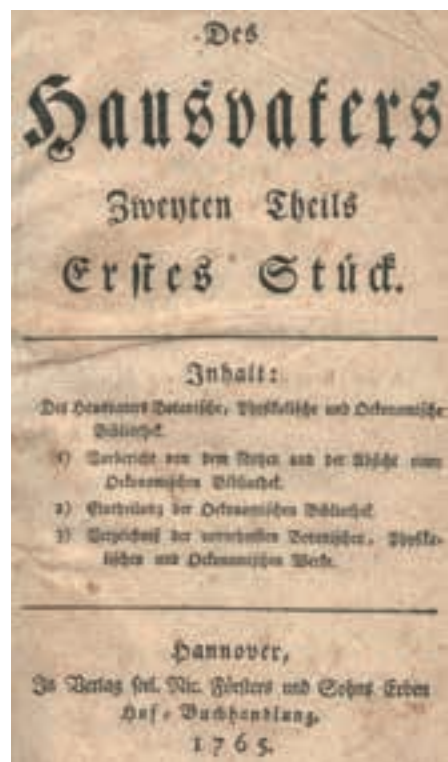 Des
Hausvaters
Zweyten Theils
Erstes Stück.
Inhalt:
Des Hausvaters Botanische, Physikalische und Oekonomische
Bibliothek.
1) Vorbericht von dem Nutzen und der Absicht einer
Oekonomischen Bibliothek.
2) Eintheilung der Oekonomischen Bibliothek.
3) Verzeichniß der vornehmsten Botanischen, Physika-
lischen und Oekonomischen Werke.
Hannover,
In Verlag sel. Nic. Försters und Sohns Erben
Hof-Buchhandlung.
1765.